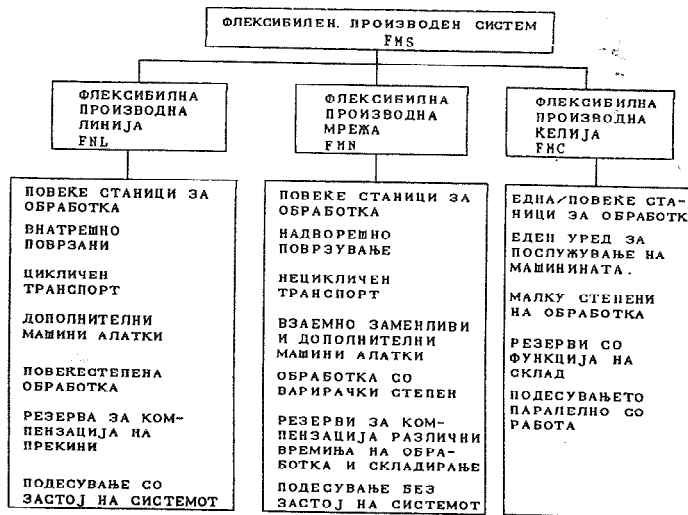 ФЛЕКСИБИЛЕН. ПРОИЗВОДЕН СИСТЕМ
FMS
ФЛЕКСИБИЛНА
ПРОИЗВОДНА
ЛИНИЈА
FNL
ФЛЕКСИБИЛНА
ПРОИЗВОДНА
МРЕЖА
FMN
ФЛЕКСИБИЛНА
ПРОИЗВОДНА
ЌЕЛИЈА
FMC
ПОВЕЌЕ СТАНИЦИ ЗА
ОБРАБОТКА
ВНАТРЕШНО
ПОВРЗАНИ
ЦИКЛИЧЕН
ТРАНСПОРТ
ДОПОЛНИТЕЛНИ
МАШИНИ АЛАТКИ
ПОВЕЌЕСТЕПЕНА
ОБРАБОТКА
РЕЗЕРВА ЗА КОМ-
ПЕНЗАЦИЈА НА
ПРЕКИНИ
ПОДЕСУВАЊЕ СО
ЗАСТОЈ НА СИСТЕМОТ
ПОВЕЌЕ СТАНИЦИ ЗА
ОБРАБОТКА
НАДВОРЕШНО
ПОВРЗУВАЊЕ
НЕЦИКЛИЧЕН
ТРАНСПОРТ
ВЗАЕМНО ЗАМЕНЛИВИ
И ДОПОЛНИТЕЛНИ
МАШИНИ АЛАТКИ
ОБРАБОТКА СО
ВАРИРАЧКИ СТЕПЕН
РЕЗЕРВИ ЗА КОМ-
ПЕНЗАЦИЈА РАЗЛИЧНИ
ВРЕМИЊА НА ОБРА-
БОТКА И СКЛАДИРАЊЕ
ПОДЕСУВАЊЕ БЕЗ
ЗАСТОЈ НА СИСТЕМОТ
ЕДНА/ПОВЕЌЕ СТА-
НИЦИ ЗА ОБРАБОТК
ЕДЕН УРЕД ЗА
ПОСЛУЖУВАЊЕ НА
МАШИНИНАТА.
МАЛКУ СТЕПЕНИ
НА ОБРАБОТКА
РЕЗЕРВИ СО
ФУНКЦИЈА НА
СКЛАД
ПОДЕСУВАЊЕТО
ПАРАЛЕЛНО СО
РАБОТА